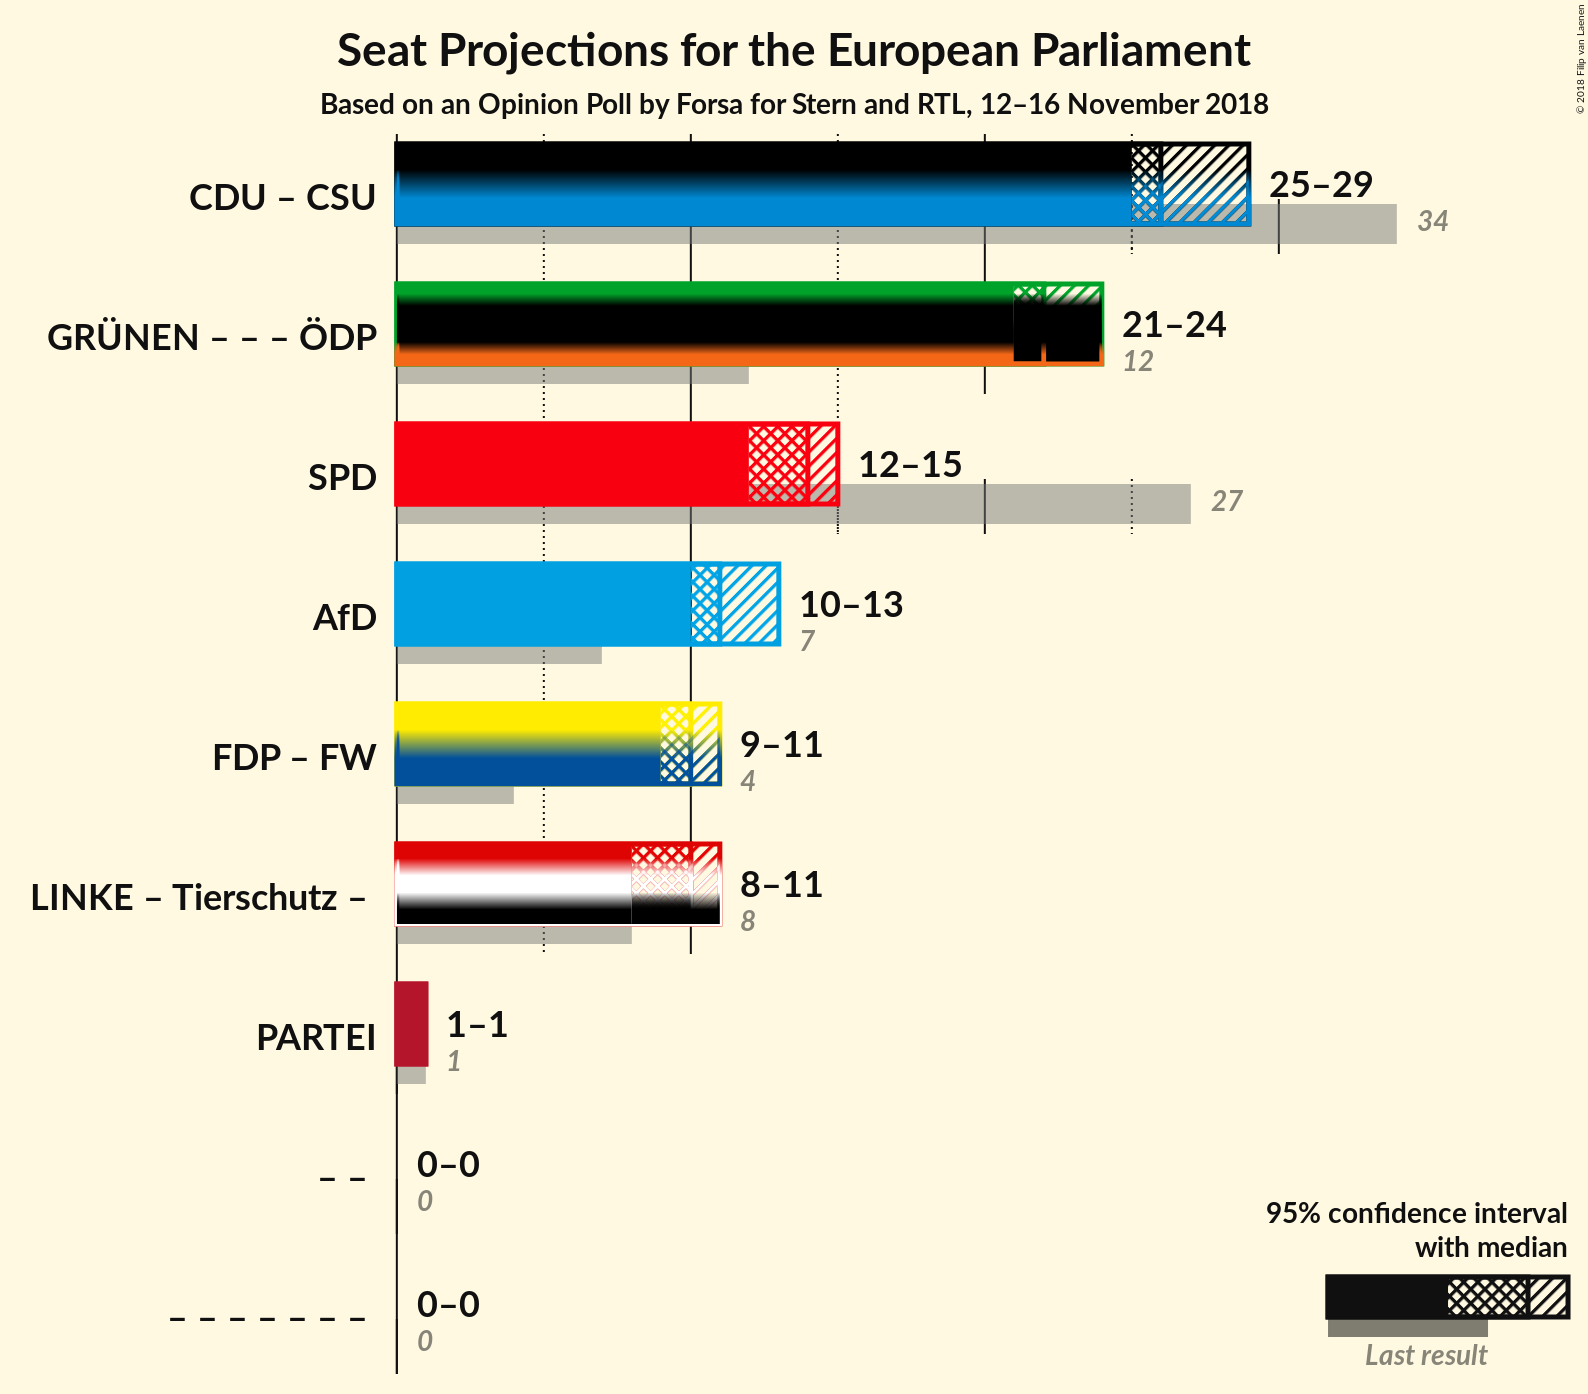 Seat Projections for the European Parliament
Based on an Opinion Poll by Forsa for Stern and RTL, 12–16 November 2018
© 2018 Filip van Laenen
CDU – CSU
25–29
34
GRÜNEN – – – ÖDP
21–24
12
SPD
12–15
27
AfD
10–13
7
FDP – FW
9–11
4
LINKE – Tierschutz –
8–11
8
PARTEI
1–1
1
– –
0–0
0
– – – – – – –
0–0
0
95% confidence interval
with median
Last result